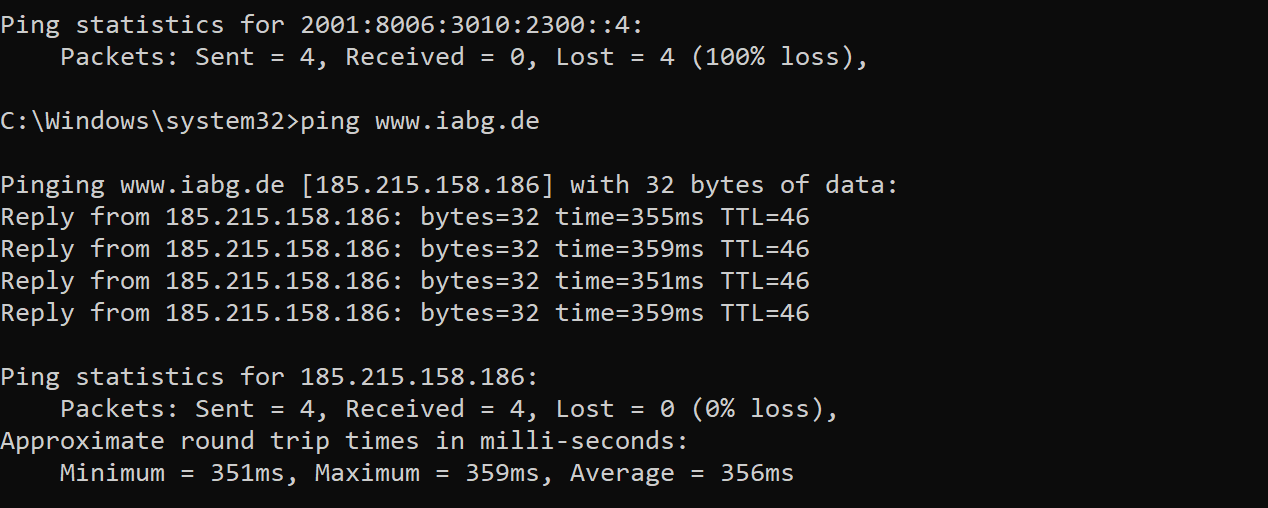 Ping statistics for 2001:8006:3010:2300::4:
    Packets: Sent = 4, Received = 0, Lost = 4 (100% loss),
C:\Windows\system32>ping www.iabg.de
Pinging www.iabg.de [185.215.158.186] with 32 bytes of data:
Reply from 185.215.158.186: bytes=32 time=355ms TTL=46
Reply from 185.215.158.186: bytes=32 time=359ms TTL=46
Reply from 185.215.158.186: bytes=32 time=351ms TTL=46
Reply from 185.215.158.186: bytes=32 time=359ms TTL=46
Ping statistics for 185.215.158.186:
    Packets: Sent = 4, Received = 4, Lost = 0 (0% loss),
Approximate round trip times in milli-seconds:
    Minimum = 351ms, Maximum = 359ms, Average = 356ms